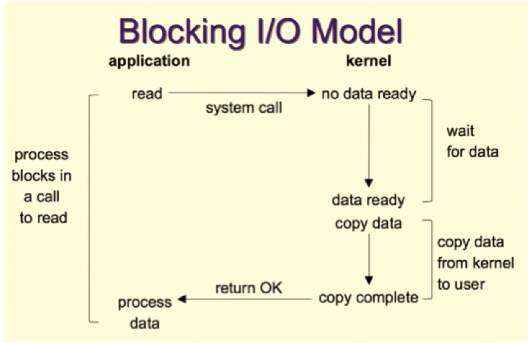 Blocking I/O Model
application
kernel
read
system call
no data ready
wait
for data
process
blocks in
a call
to read
data ready
copy data
copy data
from kernel
to user
return OK
copy complete
process
data